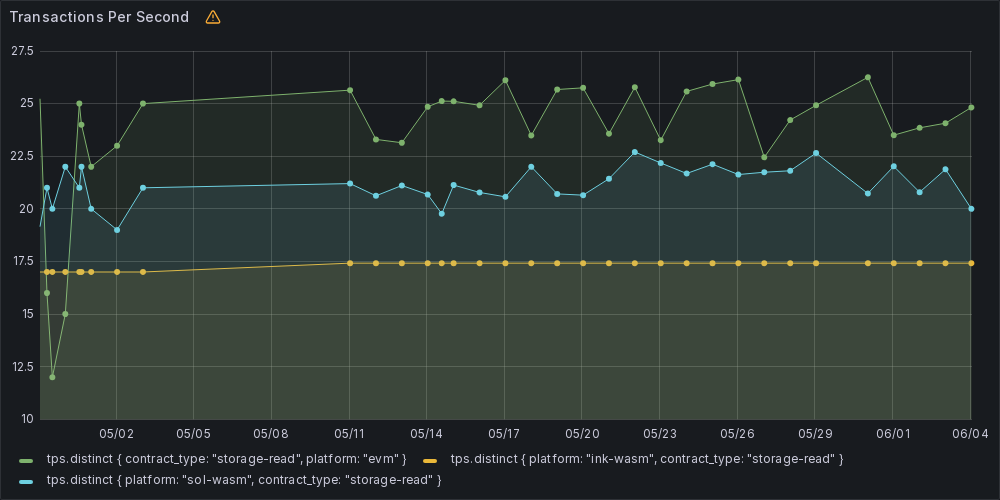 Transactions Per Second
27.5
25
22.5
20
17.5
15
12.5
10
05/02 05/05 05/08 05/11 05/14 05/17 05/20 05/23 05/26 05/29 06/01 06/04
tps.distinct { contract_type: "storage-read", platform: "evm" } tps.distinct { platform: "ink-wasm", contract_type: "storage-read" }
tps.distinct { platform: "sol-wasm", contract_type: "storage-read" }